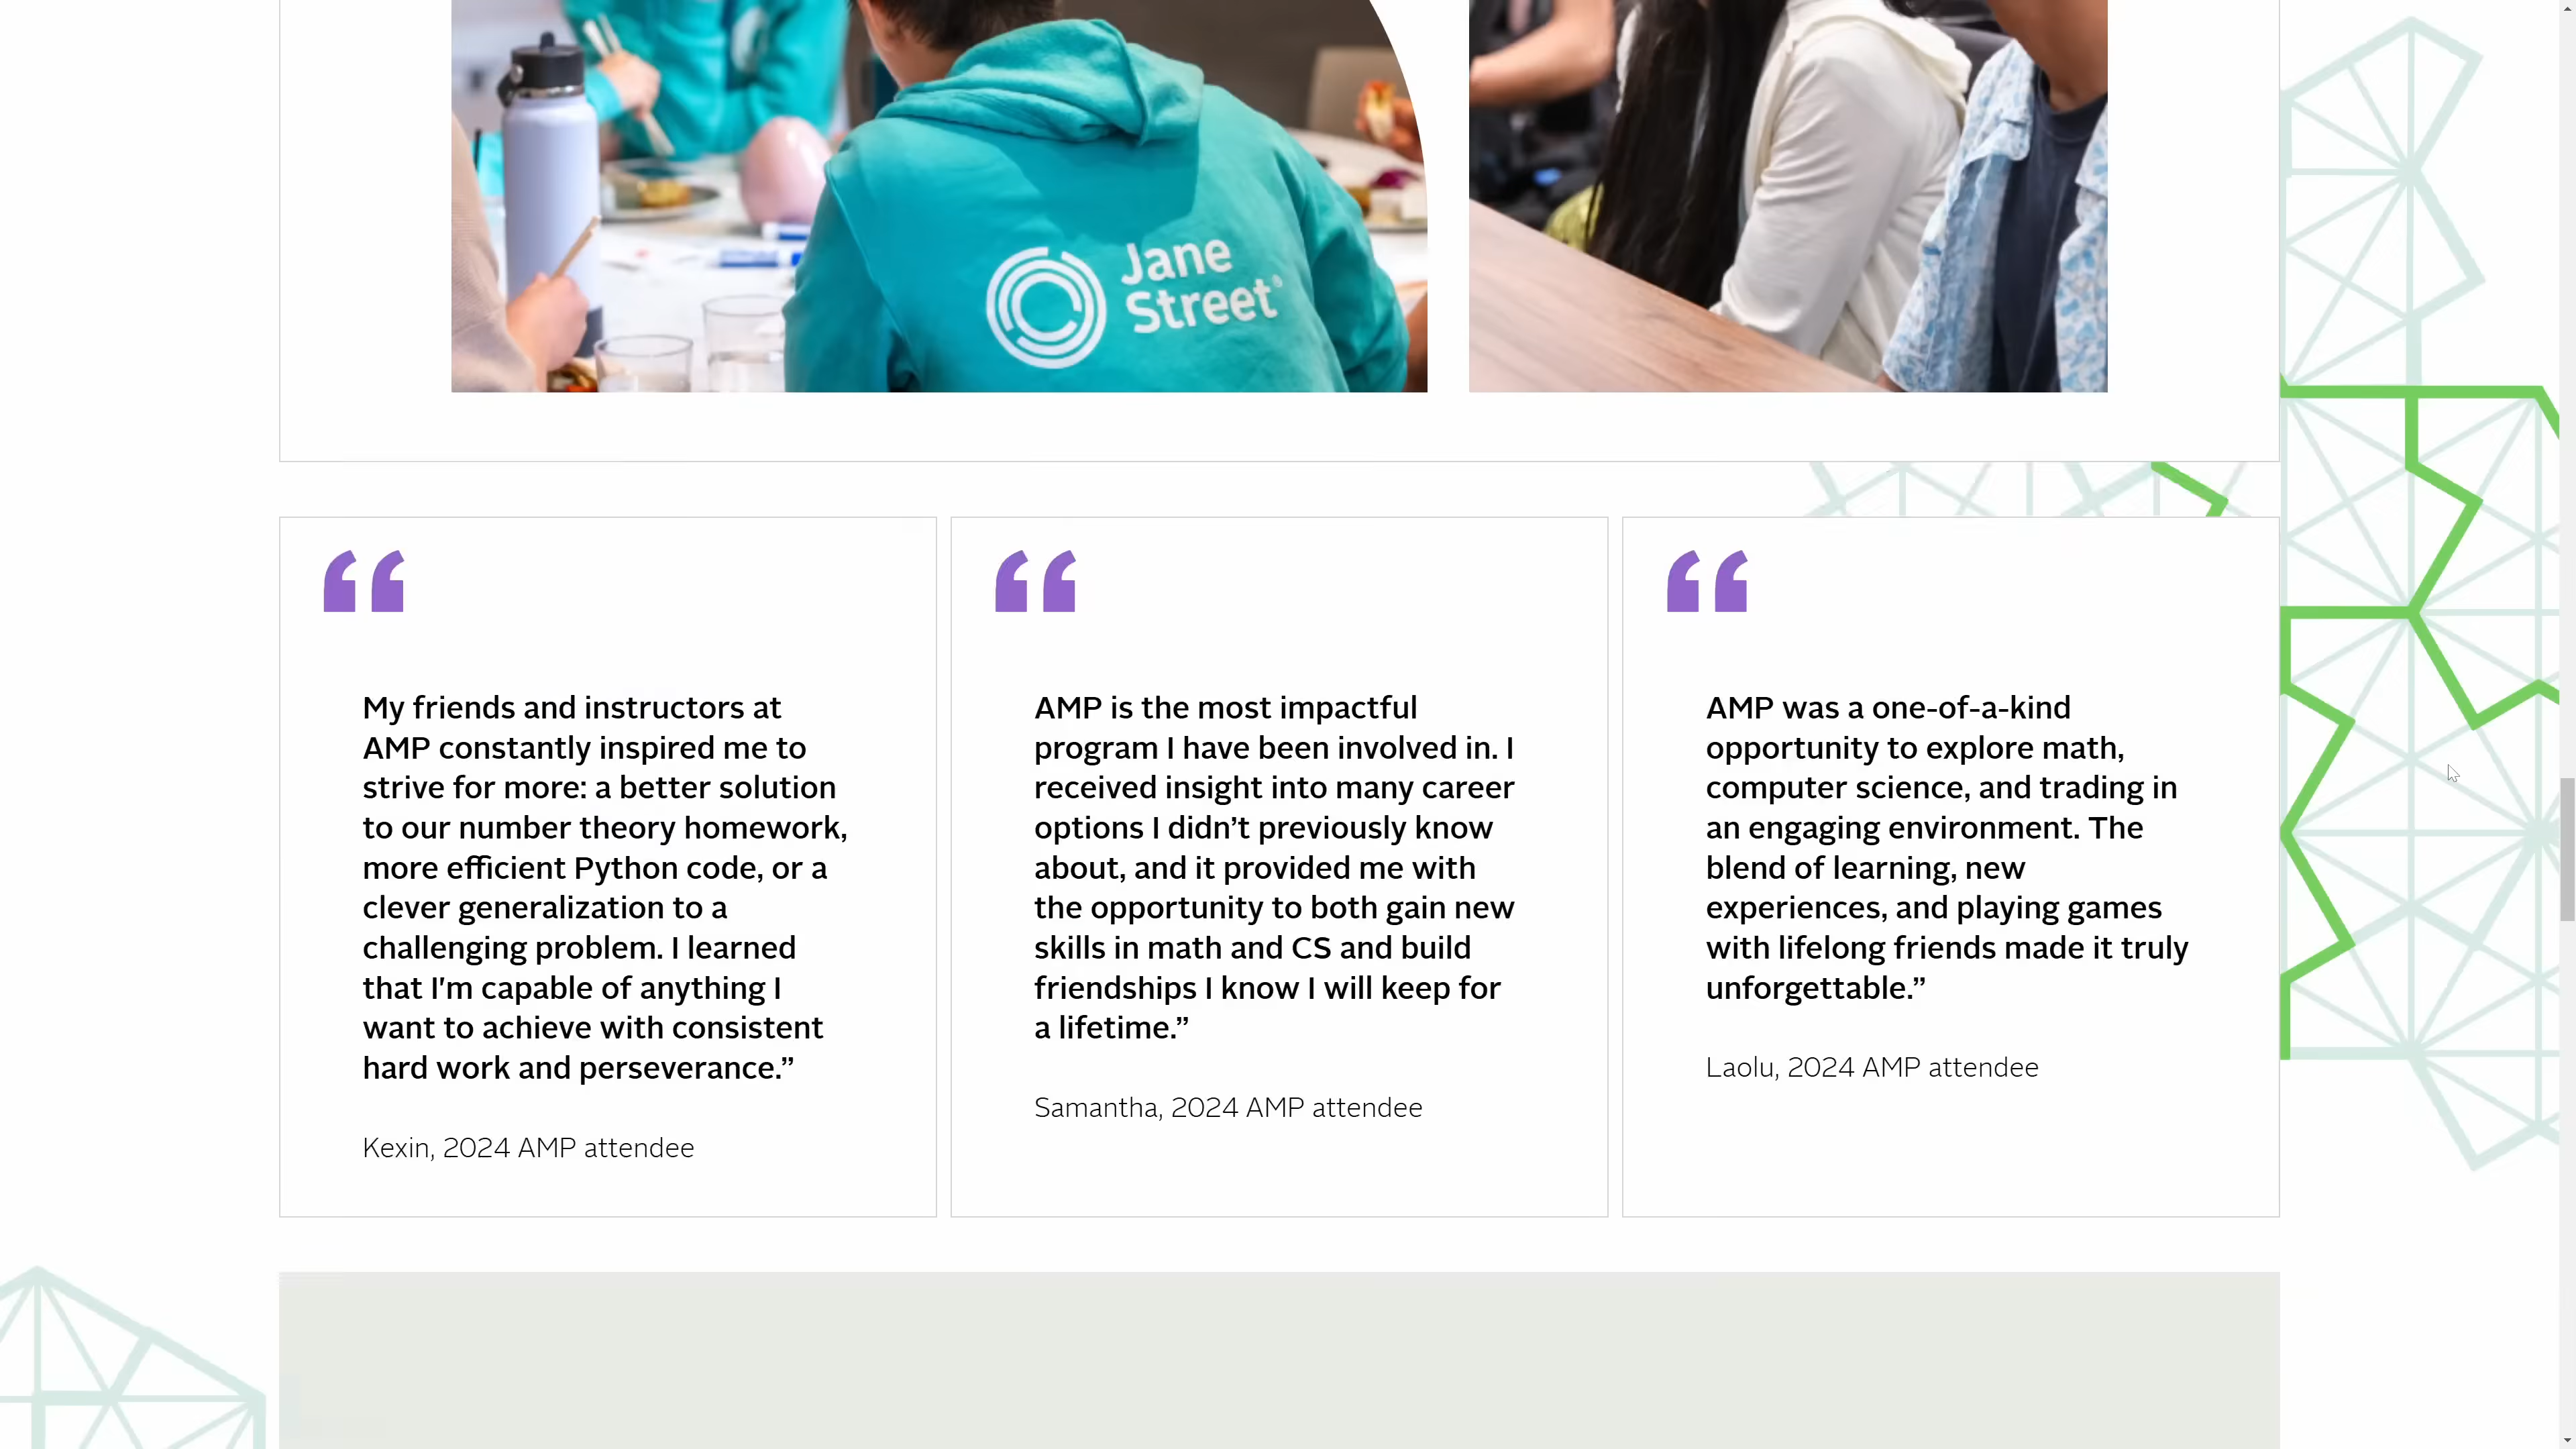 Jane
Street®
My friends and instructors at
AMP constantly inspired me to
strive for more: a better solution
to our number theory homework,
more efficient Python code, or a
clever generalization to a
challenging problem. I learned
that I'm capable of anything I
want to achieve with consistent
hard work and perseverance.”
Kexin, 2024 AMP attendee
AMP is the most impactful
program I have been involved in. I
received insight into many career
options I didn’t previously know
about, and it provided me with
the opportunity to both gain new
skills in math and CS and build
friendships I know I will keep for
a lifetime.”
Samantha, 2024 AMP attendee
AMP was a one-of-a-kind
opportunity to explore math,
computer science, and trading in
an engaging environment. The
blend of learning, new
experiences, and playing games
with lifelong friends made it truly
unforgettable.”
Laolu, 2024 AMP attendee